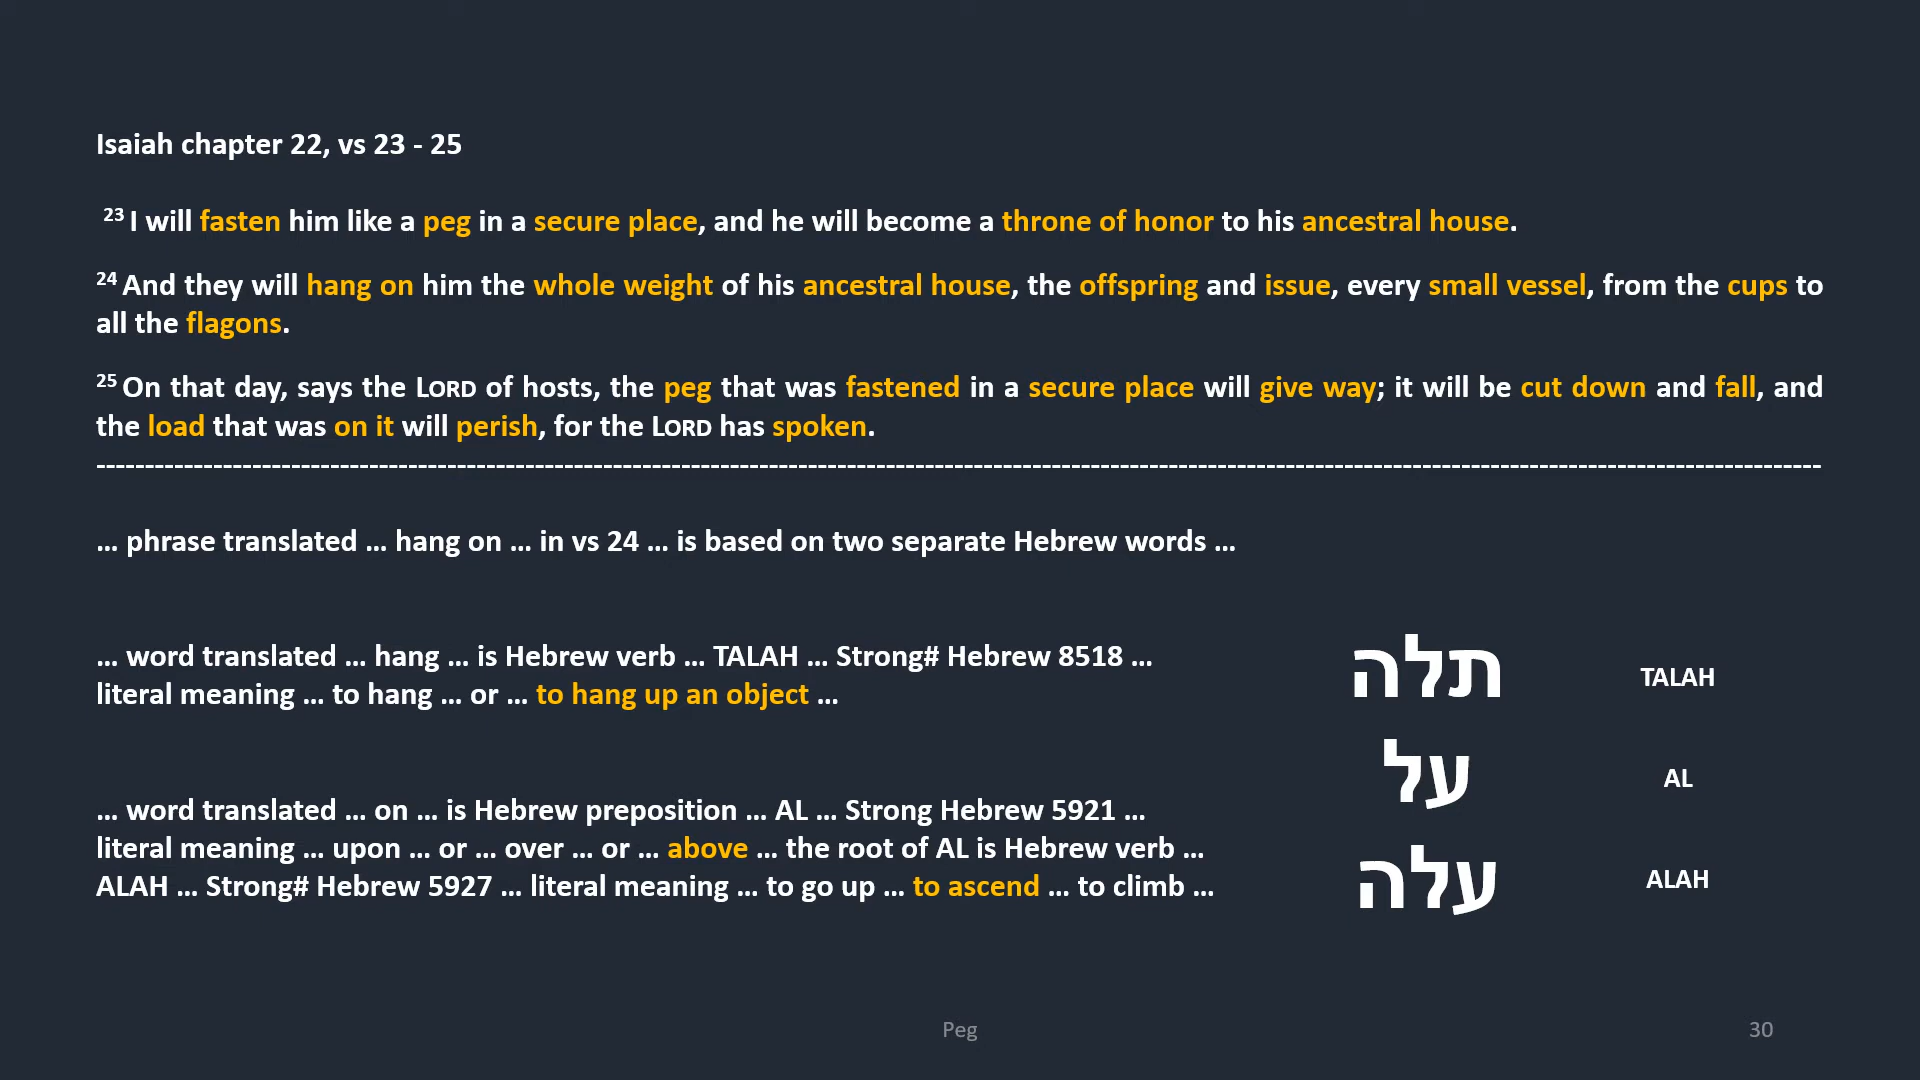 Isaiah chapter 22, vs 23 - 25
23 I will fasten him like a peg in a secure place, and he will become a throne of honor to his ancestral house.
24 And they will hang on him the whole weight of his ancestral house, the offspring and issue, every small vessel, from the cups to
all the flagons.
25 On that day, says the LORD of hosts, the peg that was fastened in a secure place will give way; it will be cut down and fall, and
the load that was on it will perish, for the LORD has spoken.
------------------------------------------------------------------------------------------------------------------------------------------------------
... phrase translated ... hang on ... in vs 24 ... is based on two separate Hebrew words ...
... word translated ... hang ... is Hebrew verb ... TALAH ... Strong# Hebrew 8518 ...
literal meaning ... to hang ... or ... to hang up an object ...
תלה TALAH
על AL
... word translated ... on ... is Hebrew preposition ... AL ... Strong Hebrew 5921 ...
literal meaning ... upon ... or ... over ... or ... above ... the root of AL is Hebrew verb ...
ALAH ... Strong# Hebrew 5927 ... literal meaning ... to go up ... to ascend ... to climb ...
עלה ALAH
Peg
30